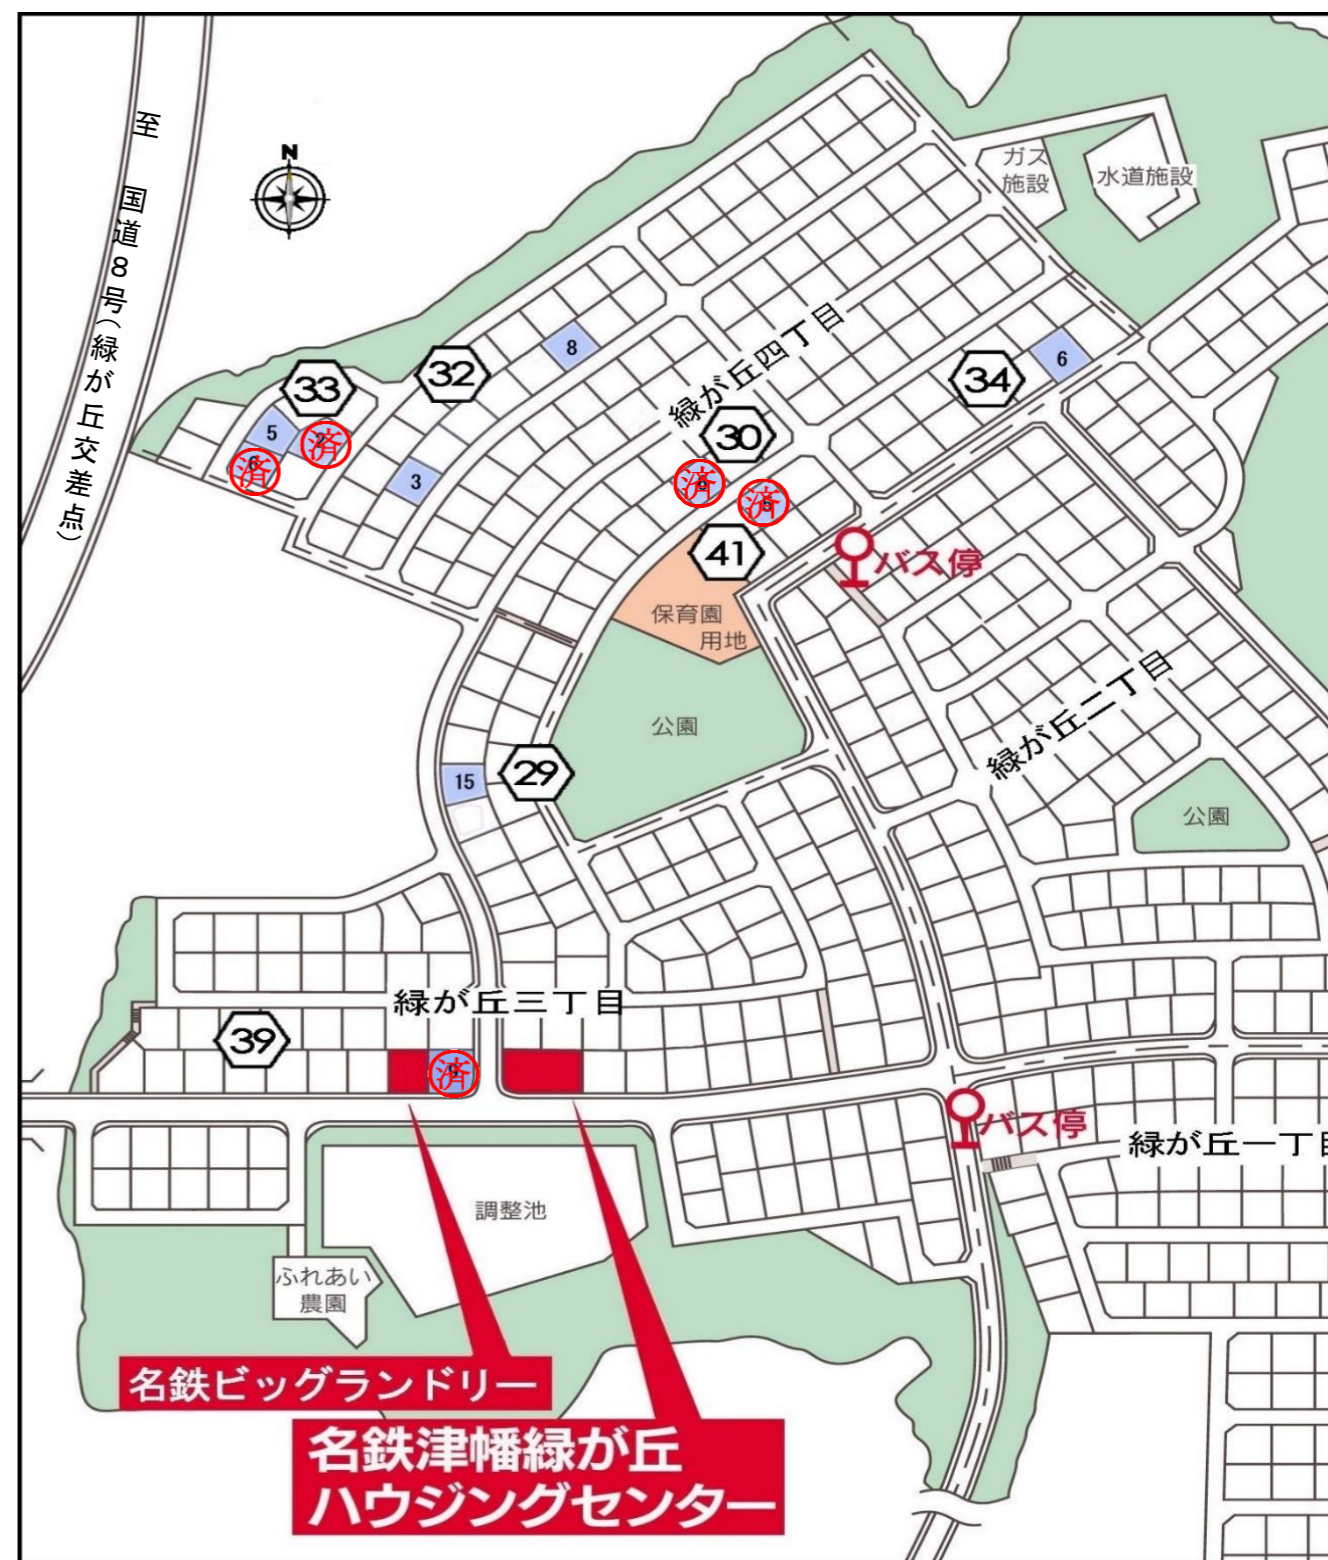 N
至 国道8号(緑が丘交差点)
ガス
施設
水道施設
緑が丘四丁目
8
32
33
34
6
5
2
済
済
3
30
済
5
済
41
バス停
保育園
用地
公園
緑が丘二丁目
15
29
公園
緑が丘三丁目
39
9
済
バス停
緑が丘一丁目
調整池
ふれあい
農園
名鉄ビッグランドリー
名鉄津幡緑が丘
ハウジングセンター